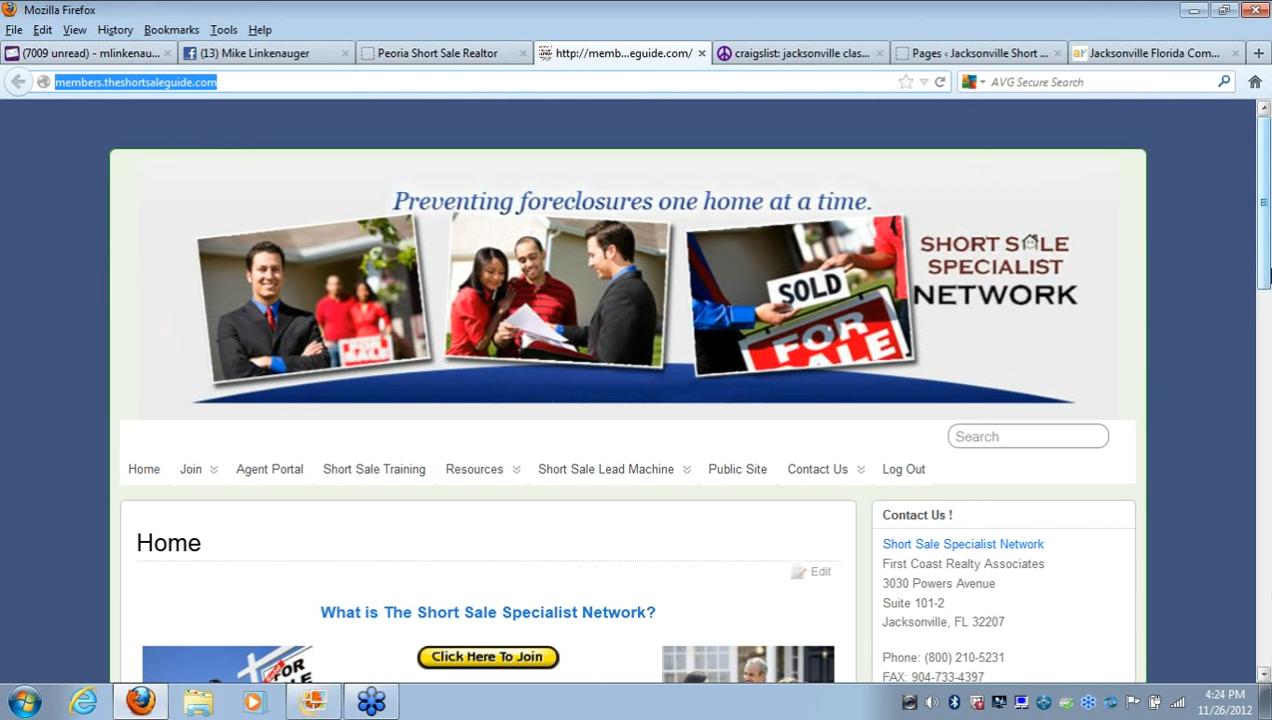 Mozilla Firefox
File Edit View History Bookmarks Tools Help
(7009 unread) - mlinkenau... × (13) Mike Linkenauger × Peoria Short Sale Realtor × http://memb...eguide.com/ × craigslist: jacksonville clas... × Pages ‹ Jacksonville Short ... × Jacksonville Florida Com... ×
members.theshortsaleguide.com AVG Secure Search
Preventing foreclosures one home at a time.
SHORT SALE
SPECIALIST
NETWORK
SOLD
FOR
SALE
Search
Home Join Agent Portal Short Sale Training Resources Short Sale Lead Machine Public Site Contact Us Log Out
Home
Edit
What is The Short Sale Specialist Network?
FOR
Click Here To Join
Contact Us !
Short Sale Specialist Network
First Coast Realty Associates
3030 Powers Avenue
Suite 101-2
Jacksonville, FL 32207
Phone: (800) 210-5231
FAX: 904-733-4397
4:24 PM
11/26/2012